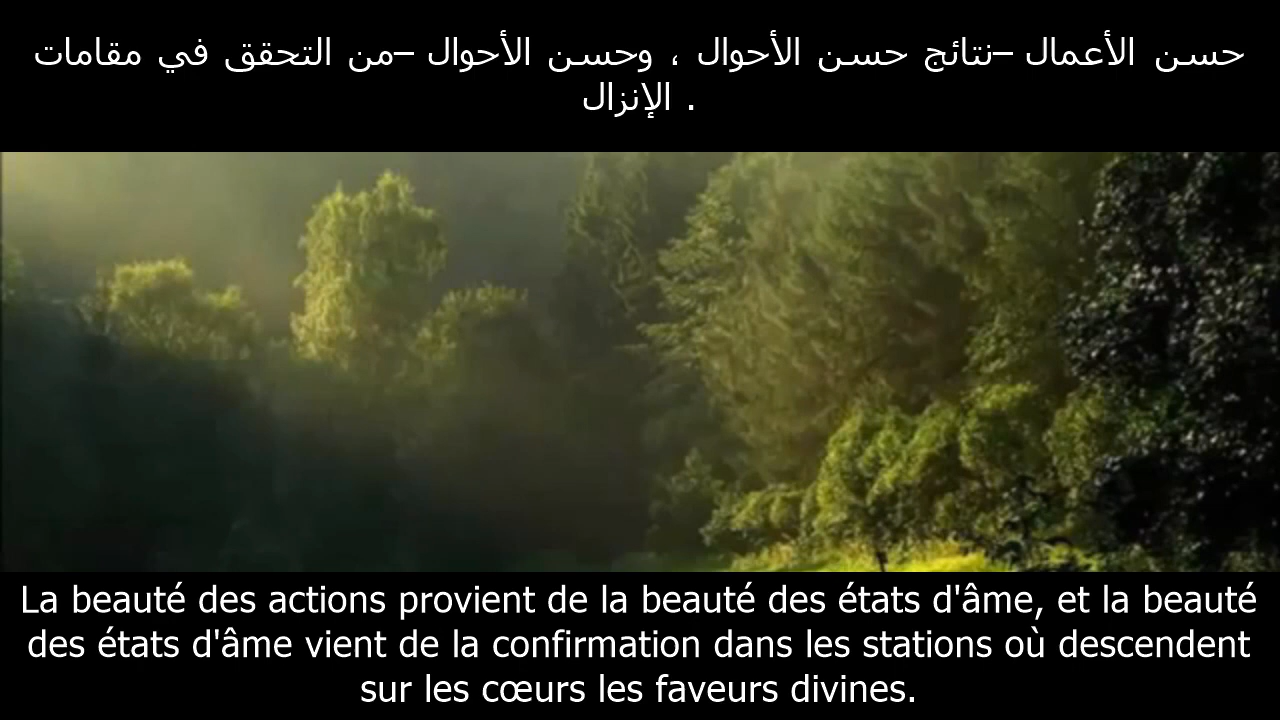 حسن الأعمال –نتائج حسن الأحوال ، وحسن الأحوال –من التحقق في مقامات
الإنزال .
La beauté des actions provient de la beauté des états d'âme, et la beauté
des états d'âme vient de la confirmation dans les stations où descendent
sur les cœurs les faveurs divines.